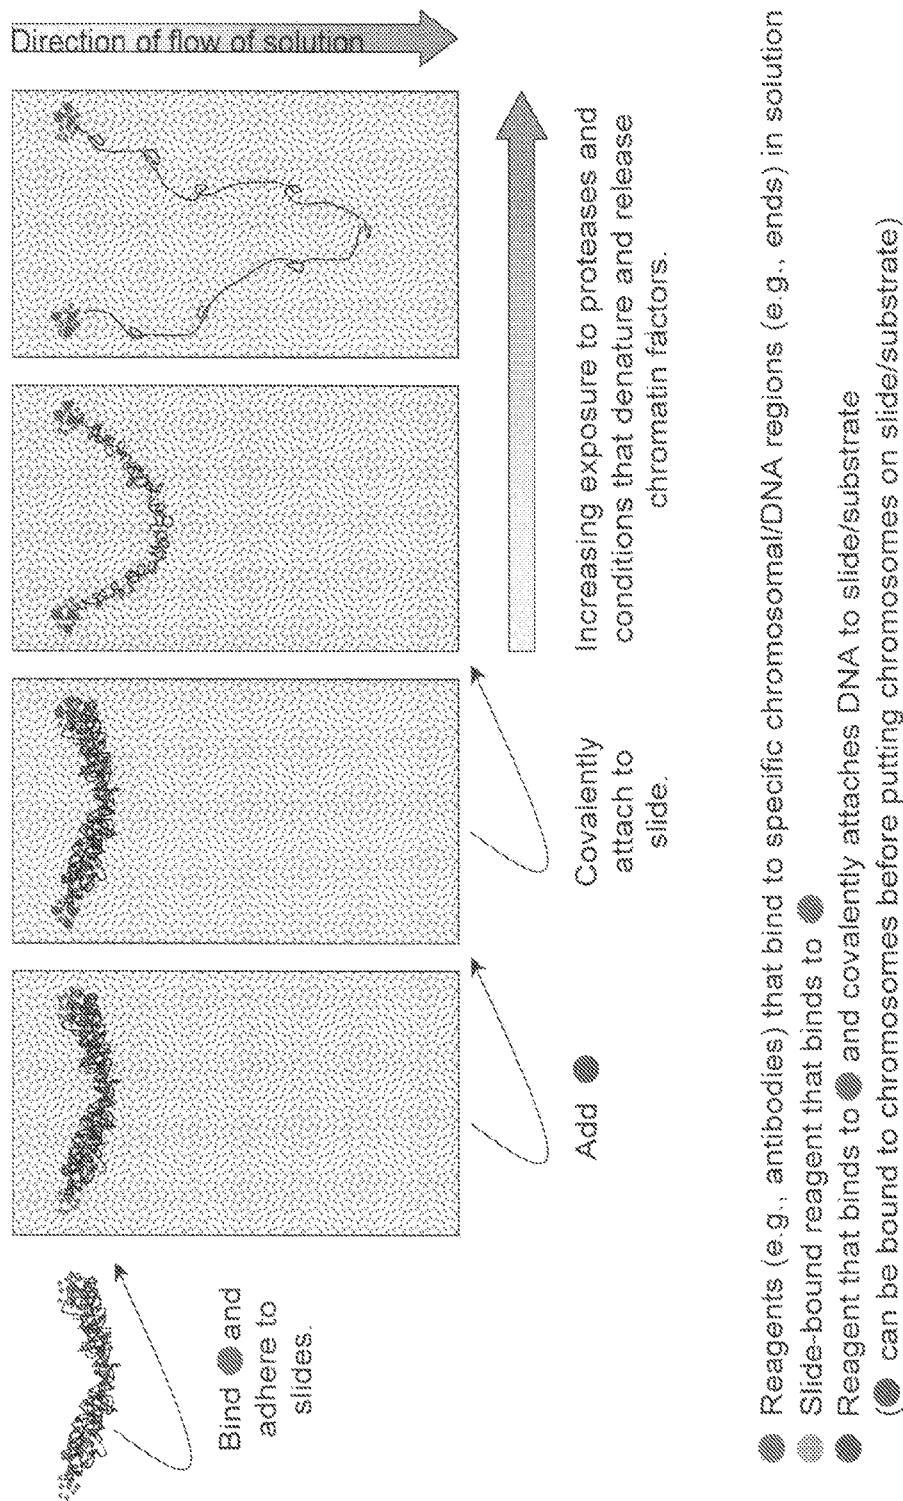 Direction of flow of solution
Bind and
adhere to
slides.
Add
Covalently
attach to
slide.
Increasing exposure to proteases and
conditions that denature and release
chromatin factors.
Reagents (e.g., antibodies) that bind to specific chromosomal/DNA regions (e.g., ends) in solution
Slide-bound reagent that binds to
Reagent that binds to and covalently attaches DNA to slide/substrate
( can be bound to chromosomes before putting chromosomes on slide/substrate)